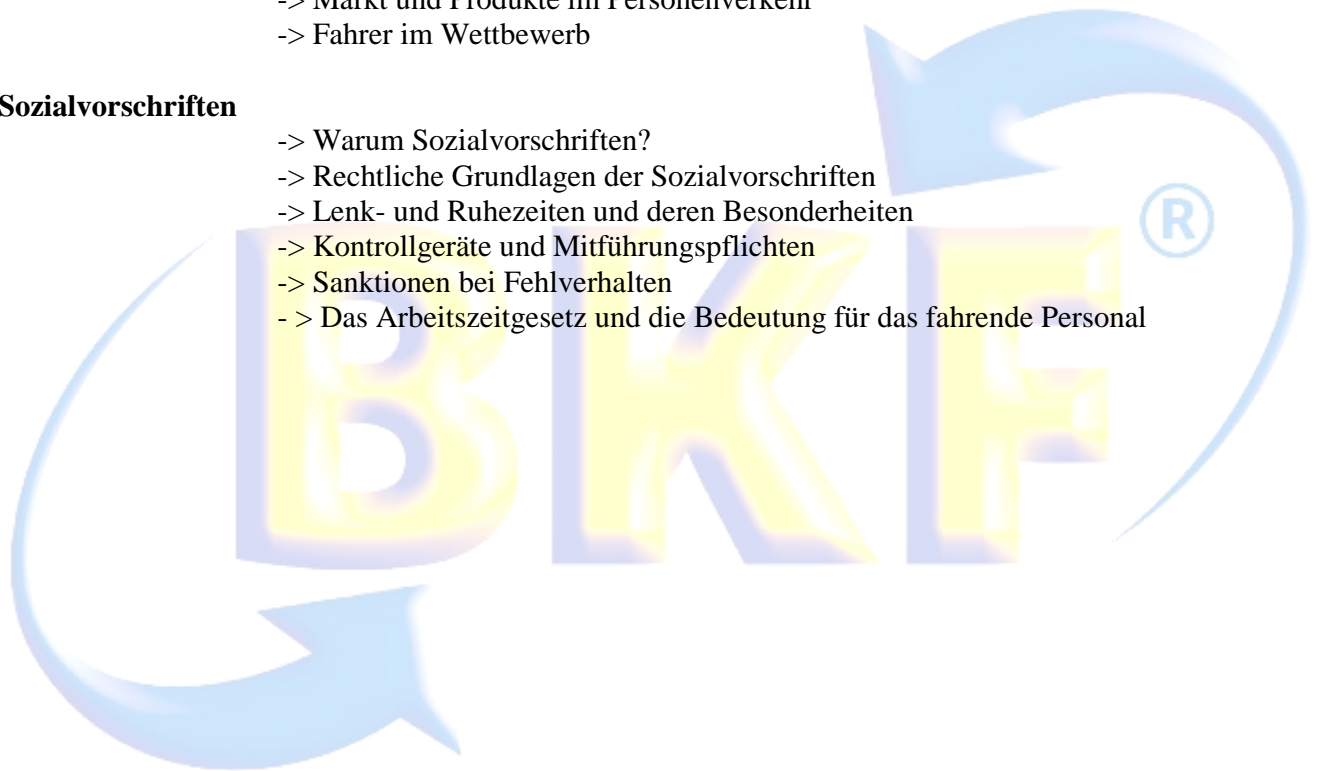 -> Markt und Produkte im Personenverkehr
-> Fahrer im Wettbewerb
Sozialvorschriften
-> Warum Sozialvorschriften?
-> Rechtliche Grundlagen der Sozialvorschriften
-> Lenk- und Ruhezeiten und deren Besonderheiten
-> Kontrollgeräte und Mitführungspflichten
-> Sanktionen bei Fehlverhalten
- > Das Arbeitszeitgesetz und die Bedeutung für das fahrende Personal
BKF ®